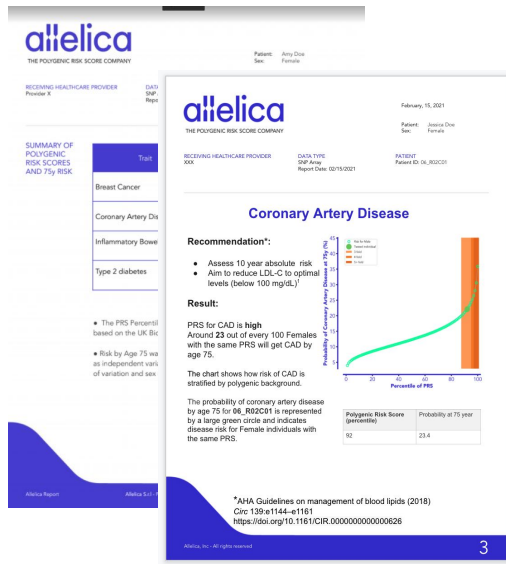 allelica
THE POLYGENIC RISK SCORE COMPANY
Patient: Amy Doe
Sex: Female
RECEIVING HEALTHCARE PROVIDER
Provider X
DATA
SNP
Repo
SUMMARY OF
POLYGENIC
RISK SCORES
AND 75y RISK
Trait
Breast Cancer
Coronary Artery Dis
Inflammatory Bowe
Type 2 diabetes
• The PRS Percentil
based on the UK Bio
• Risk by Age 75 wa
as independent varia
of variation and sex
Allelica Report
allelica
THE POLYGENIC RISK SCORE COMPANY
February, 15, 2021
Patient: Jessica Doe
Sex: Female
RECEIVING HEALTHCARE PROVIDER
XXX
DATA TYPE
SNP Array
Report Date: 02/15/2021
PATIENT
Patient ID: 06_R02C01
Coronary Artery Disease
Recommendation*:
• Assess 10 year absolute risk
• Aim to reduce LDL-C to optimal
levels (below 100 mg/dL)¹
Result:
PRS for CAD is high
Around 23 out of every 100 Females
with the same PRS will get CAD by
age 75.
The chart shows how risk of CAD is
stratified by polygenic background.
The probability of coronary artery disease
by age 75 for 06_R02C01 is represented
by a large green circle and indicates
disease risk for Female individuals with
the same PRS.
Probability of Coronary Artery Disease at 75y (%)
45
40
35
30
25
20
15
10
5
0 20 40 60 80 100
Percentile of PRS
Polygenic Risk Score
(percentile)
Probability at 75 year
92 23.4
*AHA Guidelines on management of blood lipids (2018)
Circ 139:e1144–e1161
https://doi.org/10.1161/CIR.0000000000000626
Allelica, Inc - All rights reserved
3